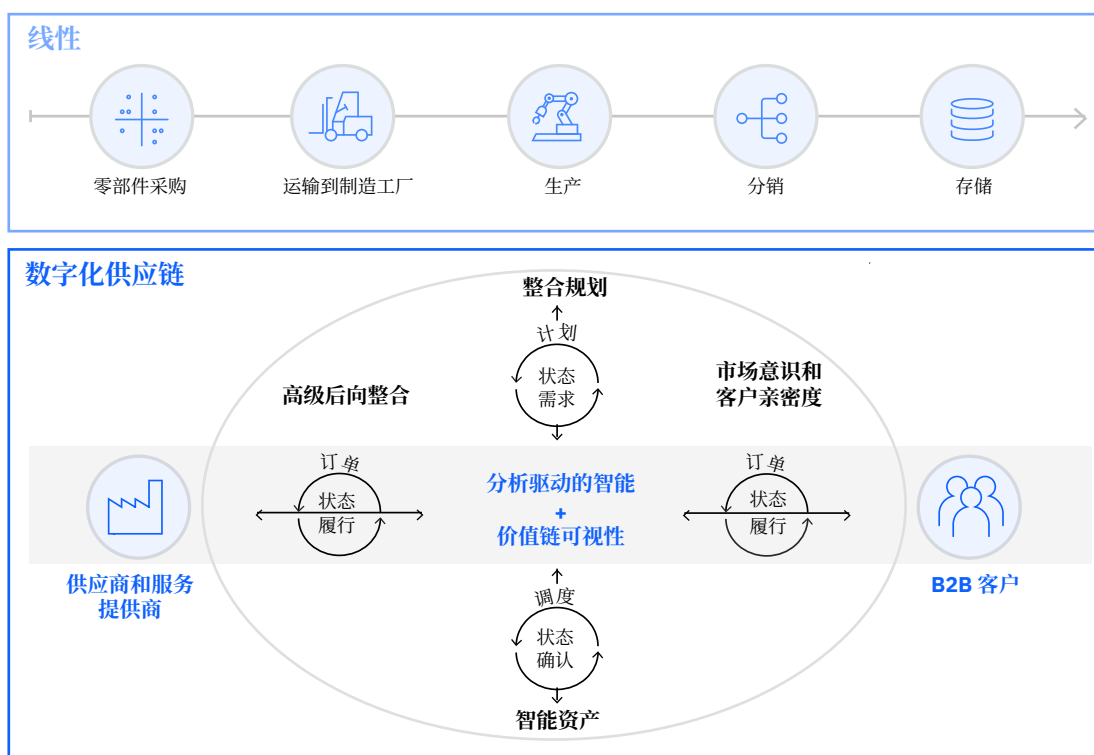 线性
零部件采购
运输到制造工厂
生产
分销
存储
数字化供应链
整合规划
计划
状态
需求
高级后向整合
市场意识和
客户亲密度
订单
状态
履行
分析驱动的智能
+
价值链可视性
订单
状态
履行
供应商和服务
提供商
B2B 客户
调度
状态
确认
智能资产